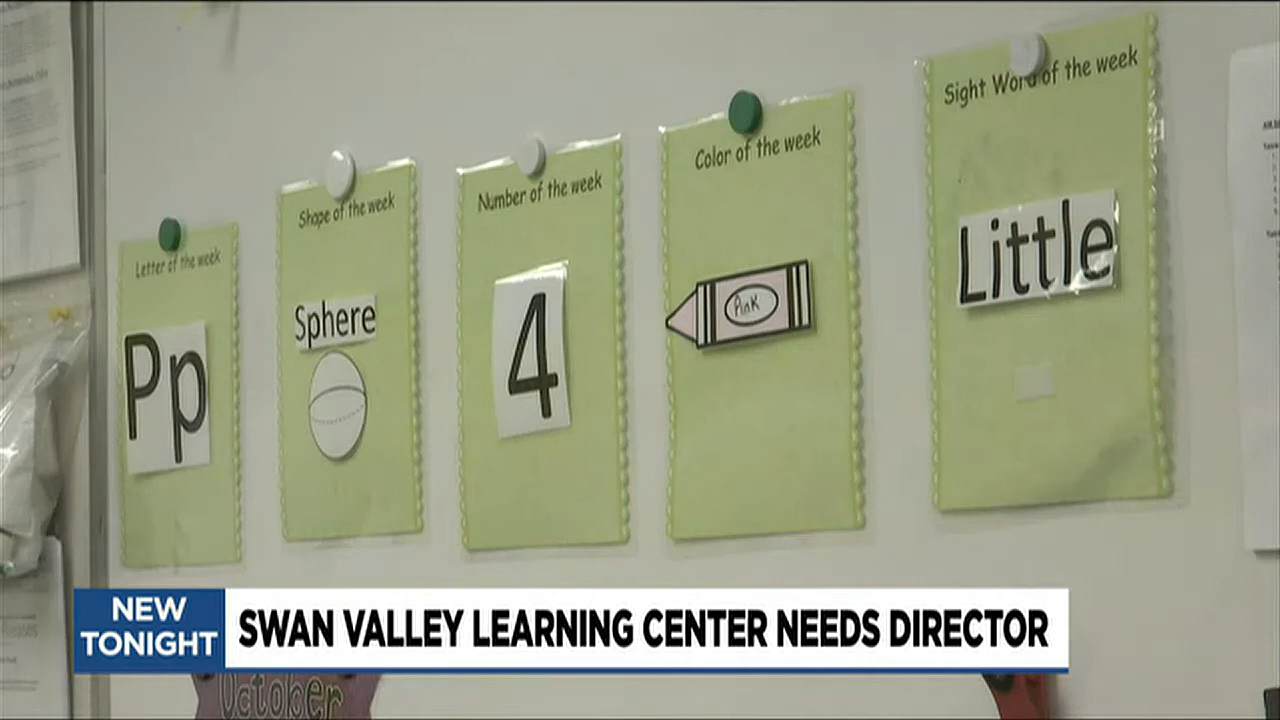 Letter of the week
Pp
Shape of the week
Sphere
Number of the week
4
Color of the week
Pink
Sight Word of the week
Little
NEW
TONIGHT
SWAN VALLEY LEARNING CENTER NEEDS DIRECTOR
October